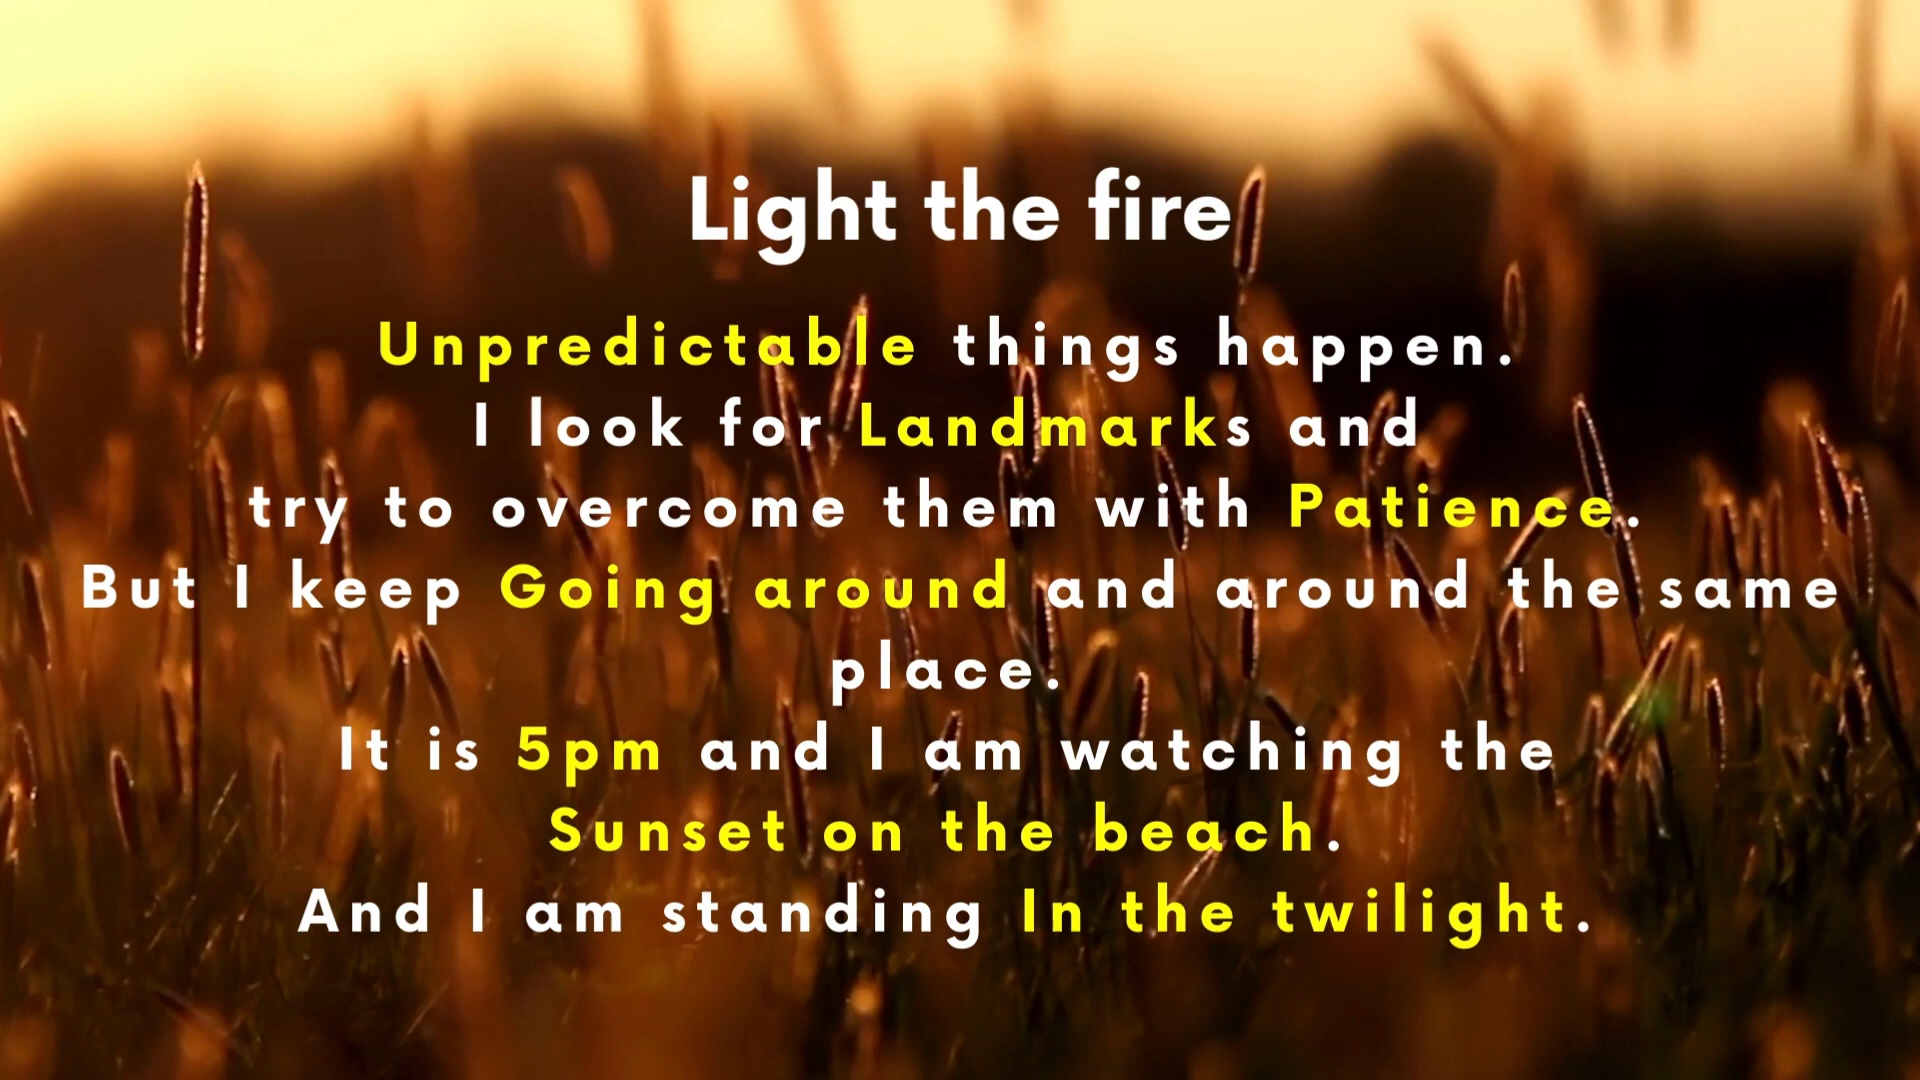 Light the fire
Unpredictable things happen.
I look for Landmarks and
try to overcome them with Patience.
But I keep Going around and around the same
place.
It is 5pm and I am watching the
Sunset on the beach.
And I am standing In the twilight.